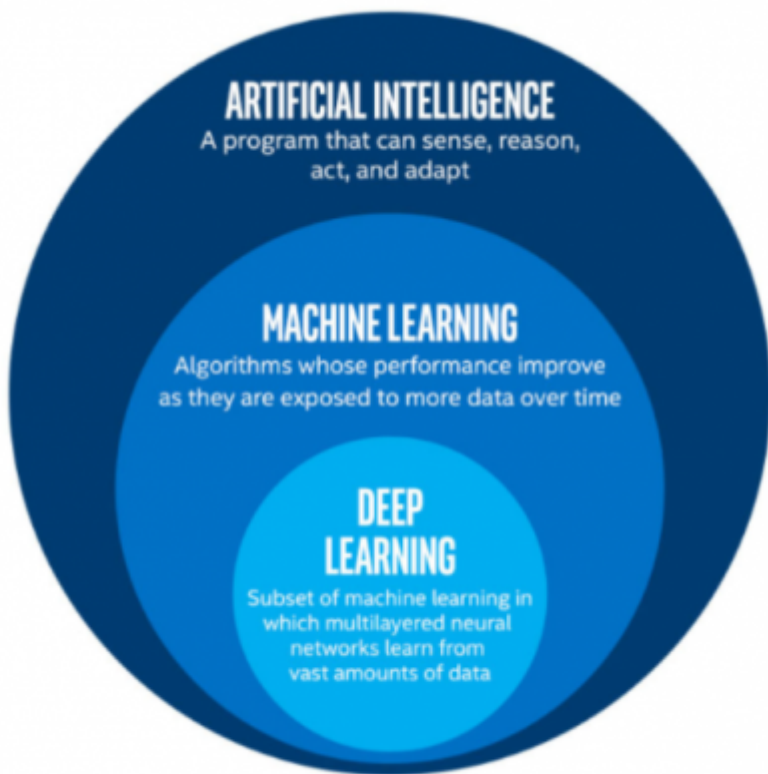 ARTIFICIAL INTELLIGENCE
A program that can sense, reason,
act, and adapt
MACHINE LEARNING
Algorithms whose performance improve
as they are exposed to more data over time
DEEP
LEARNING
Subset of machine learning in
which multilayered neural
networks learn from
vast amounts of data